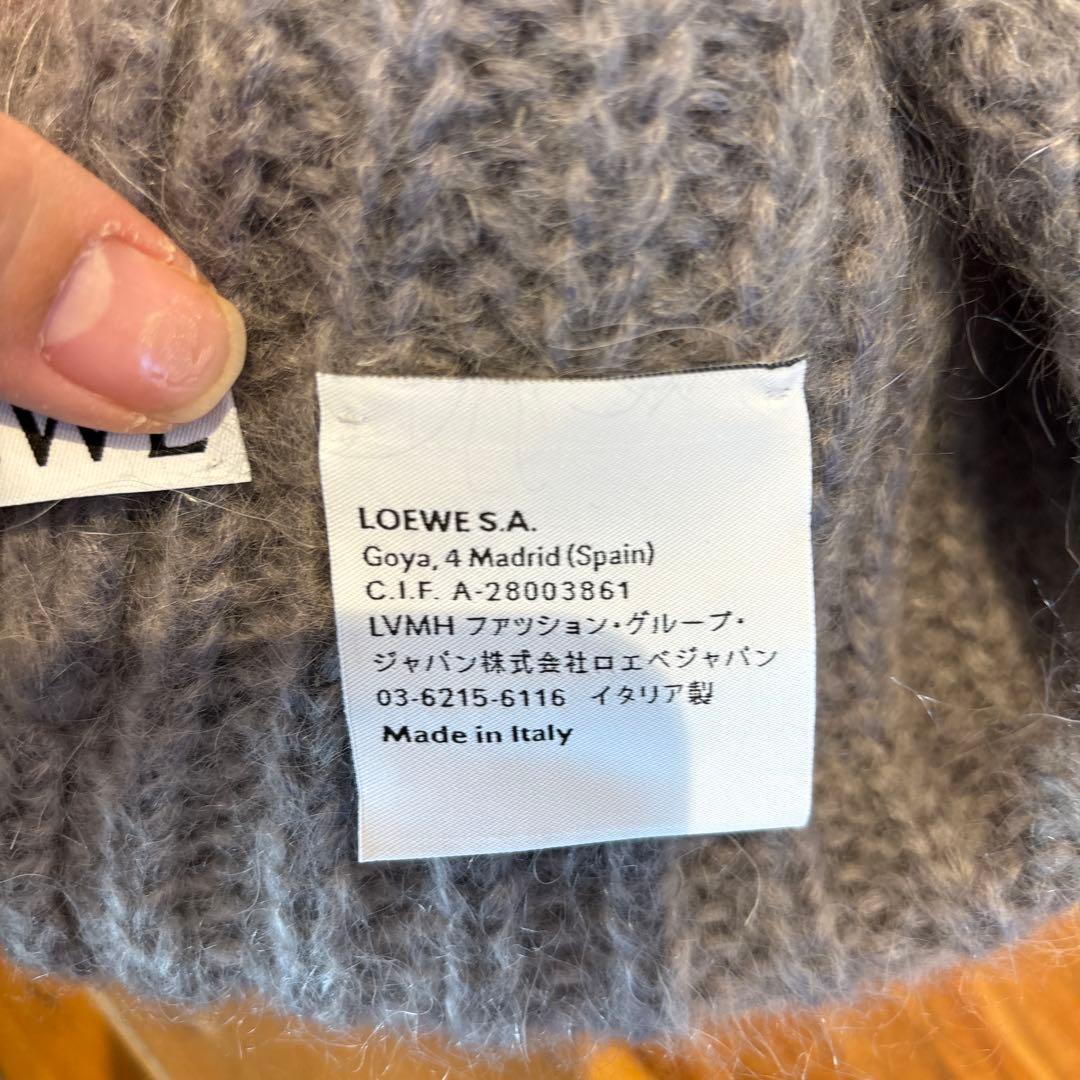 LOEWE S.A.
Goya, 4 Madrid (Spain)
C.I.F. A-28003861
LVMH ファッション・グループ・
ジャパン株式会社ロエベジャパン
03-6215-6116 イタリア製
Made in Italy